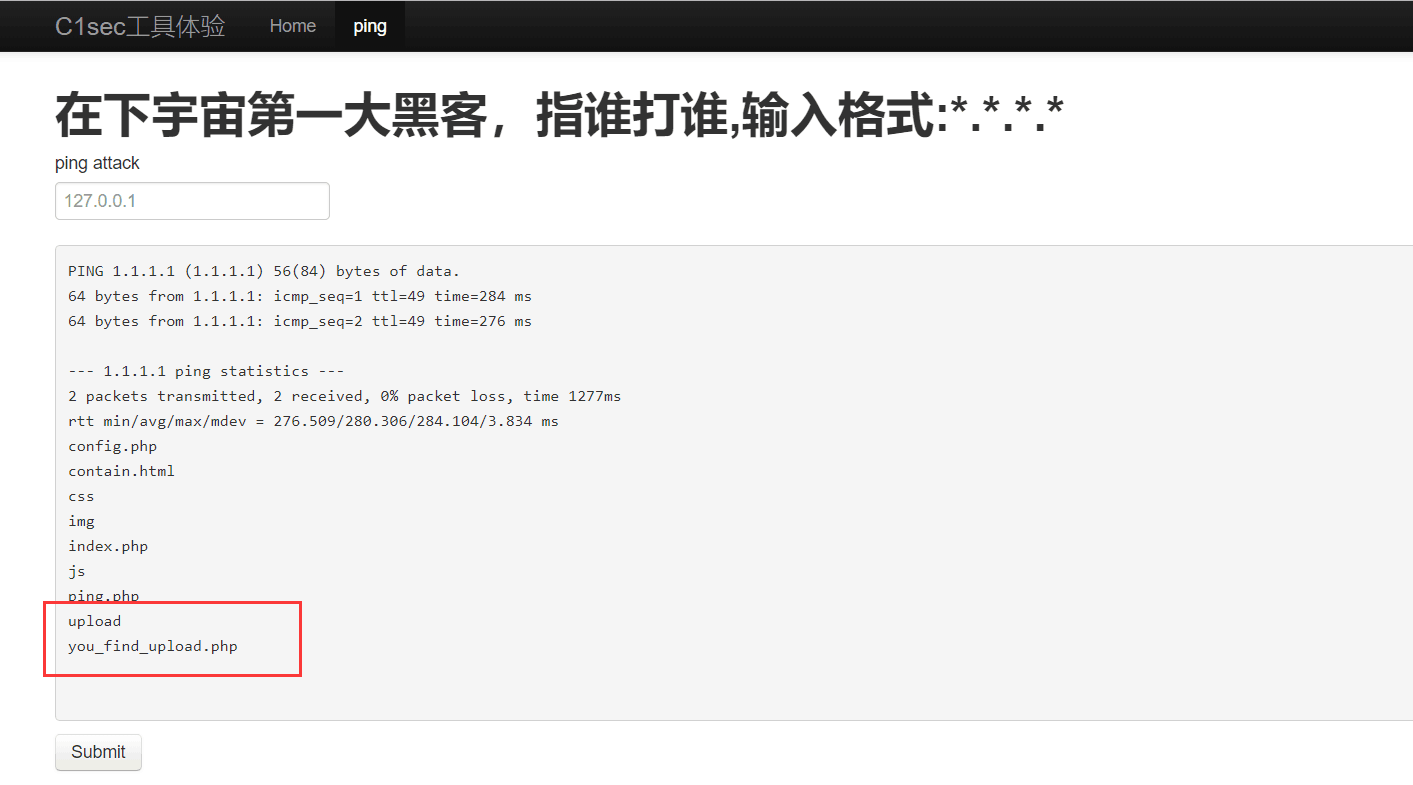 C1sec工具体验 Home ping
在下宇宙第一大黑客，指谁打谁,输入格式:*.*.*.*
ping attack
127.0.0.1
PING 1.1.1.1 (1.1.1.1) 56(84) bytes of data.
64 bytes from 1.1.1.1: icmp_seq=1 ttl=49 time=284 ms
64 bytes from 1.1.1.1: icmp_seq=2 ttl=49 time=276 ms
--- 1.1.1.1 ping statistics ---
2 packets transmitted, 2 received, 0% packet loss, time 1277ms
rtt min/avg/max/mdev = 276.509/280.306/284.104/3.834 ms
config.php
contain.html
css
img
index.php
js
ping.php
upload
you_find_upload.php
Submit